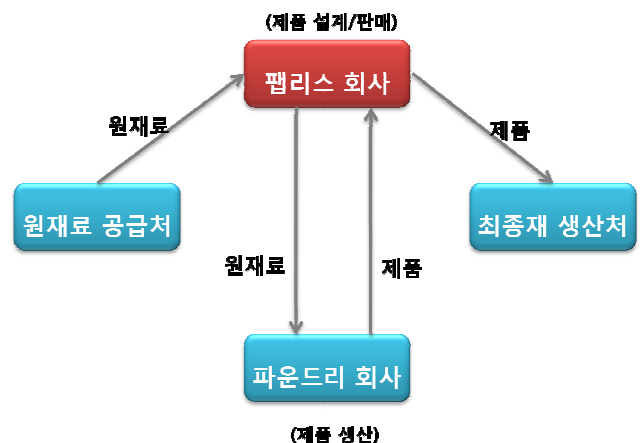 (제품 설계/판매)
팹리스 회사
원재료
제품
원재료 공급처
최종재 생산처
원재료
제품
파운드리 회사
(제품 생산)